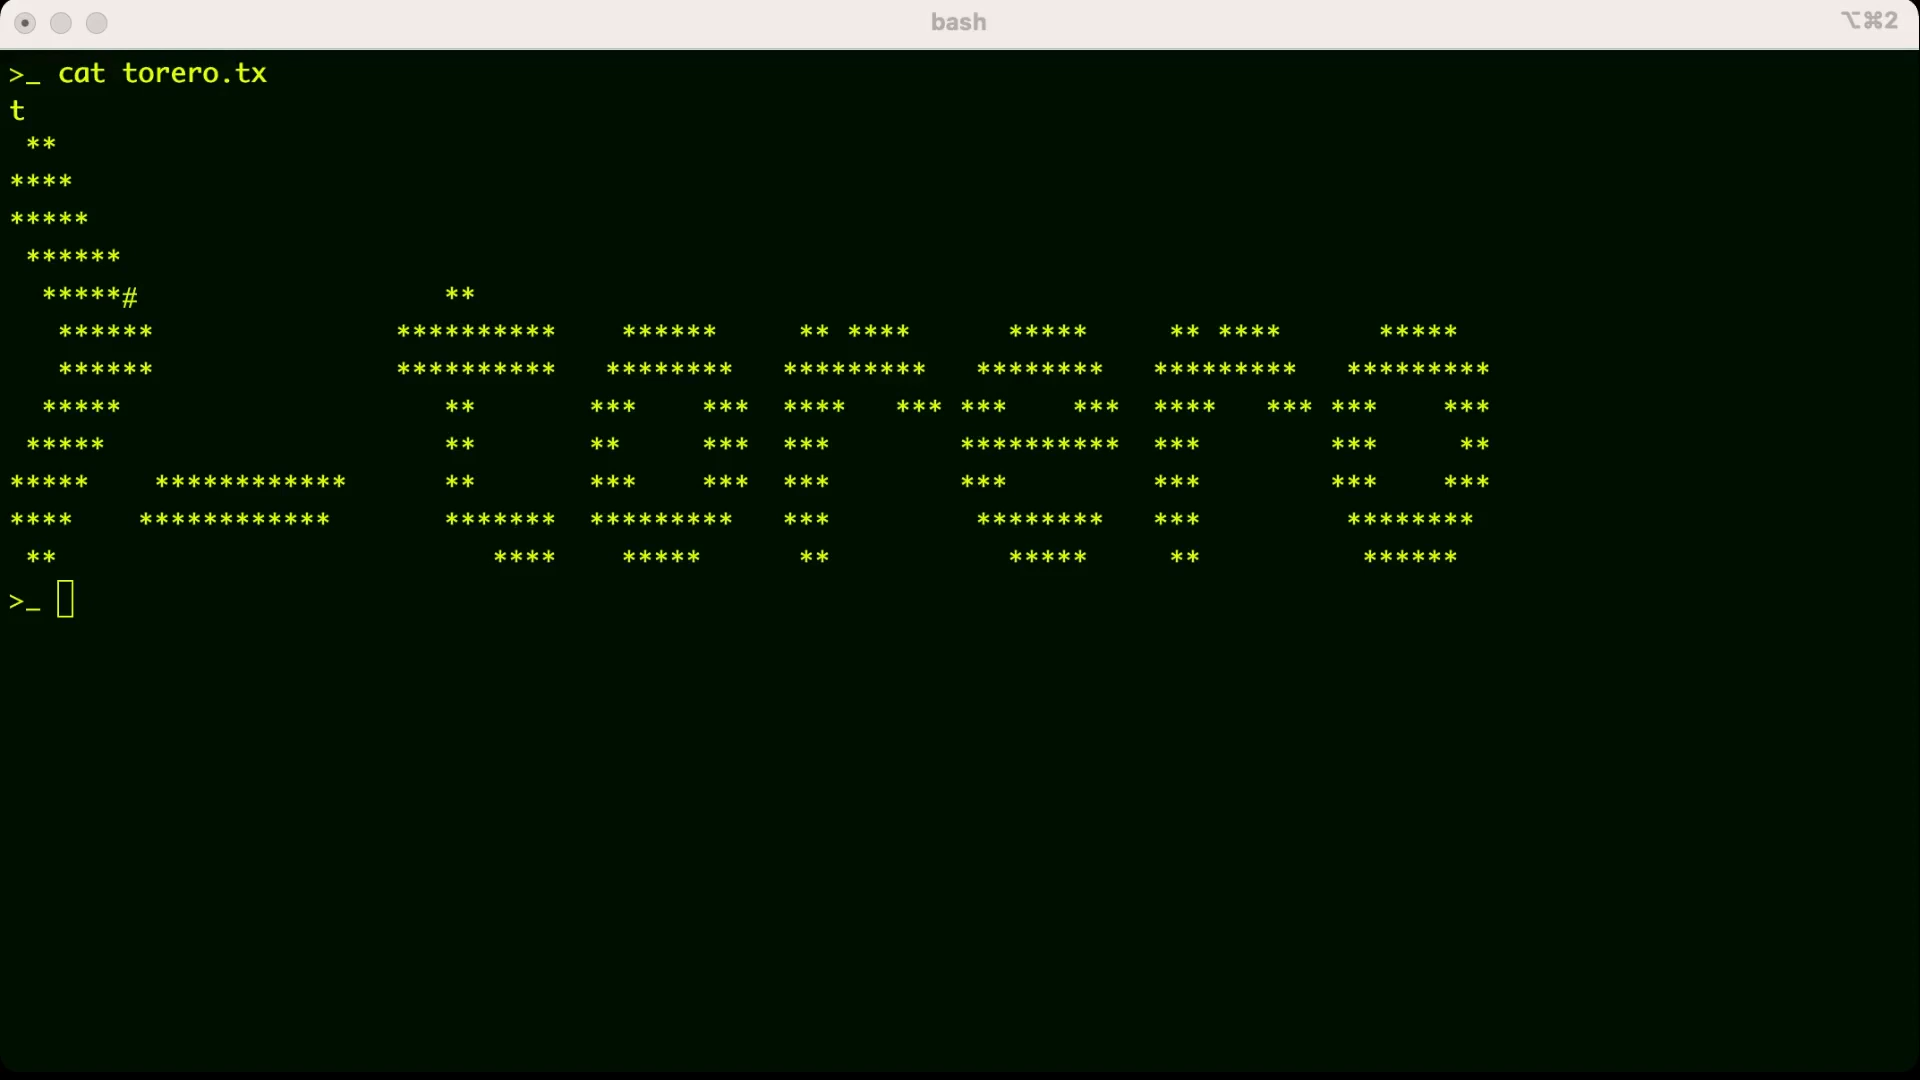 bash
⌥⌘2
>_ cat torero.tx
t
 **
****
*****
 ******
  *****#                   **
   ******               **********    ******     ** ****      *****     ** ****      *****
   ******               **********   ********   *********   ********   *********   *********
  *****                    **       ***    ***  ****   *** ***    ***  ****   *** ***    ***
 *****                     **       **     ***  ***        **********  ***        ***     **
*****    ************      **       ***    ***  ***        ***         ***        ***    ***
****    ************       *******  *********   ***         ********   ***         ********
 **                           ****    *****      **           *****     **          ******
>_